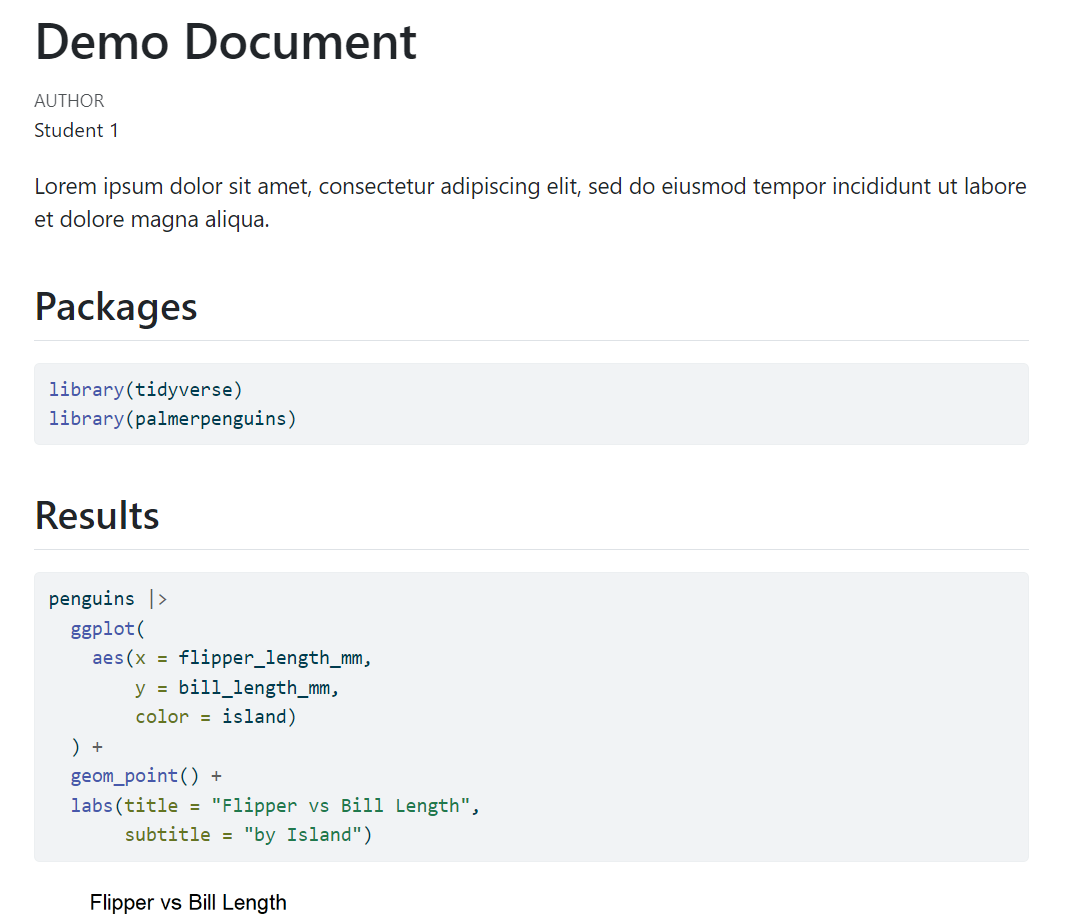 Demo Document
AUTHOR
Student 1
Lorem ipsum dolor sit amet, consectetur adipiscing elit, sed do eiusmod tempor incididunt ut labore
et dolore magna aliqua.
Packages
library(tidyverse)
library(palmerpenguins)
Results
penguins |>
  ggplot(
    aes(x = flipper_length_mm,
        y = bill_length_mm,
        color = island)
  ) +
  geom_point() +
  labs(title = "Flipper vs Bill Length",
       subtitle = "by Island")
Flipper vs Bill Length